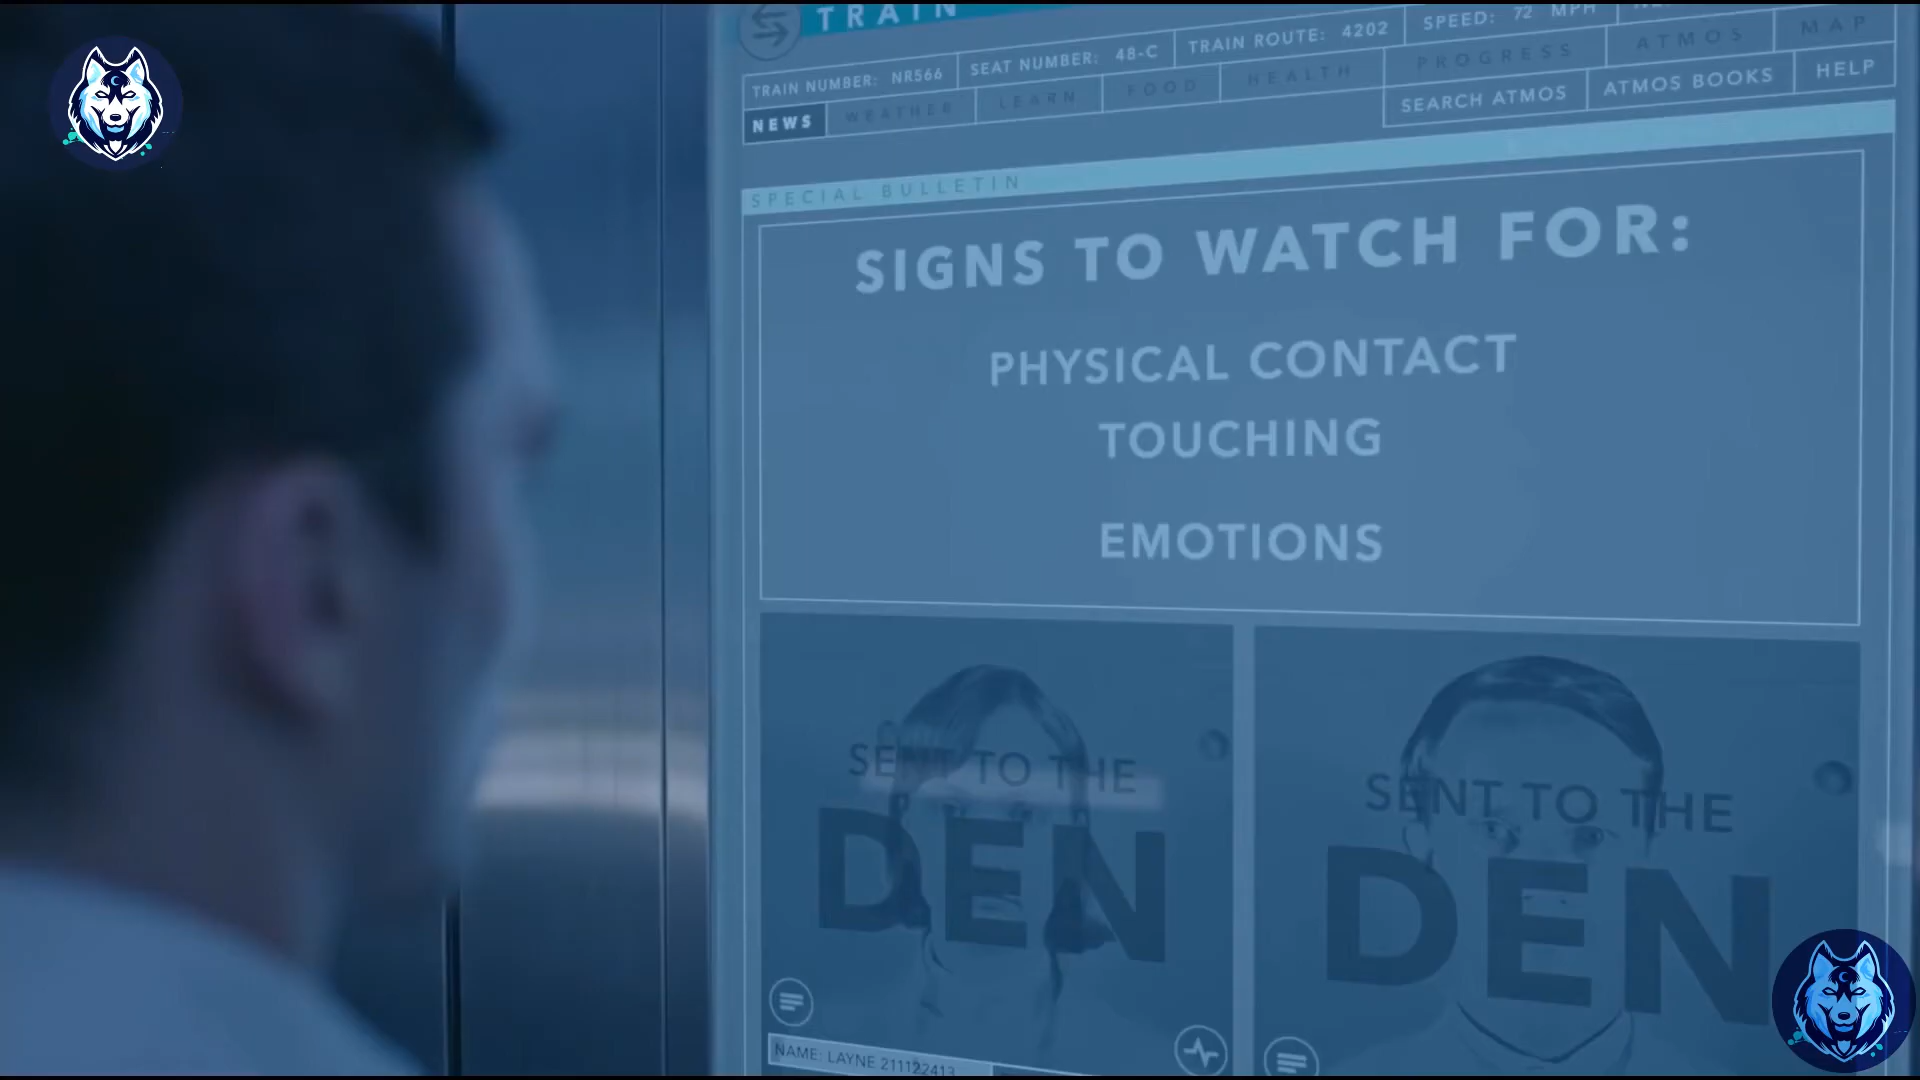 TRAIN
TRAIN NUMBER: NR566
SEAT NUMBER: 48-C
TRAIN ROUTE: 4202
SPEED: 72 MPH
NEWS
WEATHER
LEARN
FOOD
HEALTH
PROGRESS
ATMOS
MAP
SEARCH ATMOS
ATMOS BOOKS
HELP
SPECIAL BULLETIN
SIGNS TO WATCH FOR:
PHYSICAL CONTACT
TOUCHING
EMOTIONS
SENT TO THE
DEN
SENT TO THE
DEN
NAME: LAYNE 211122413